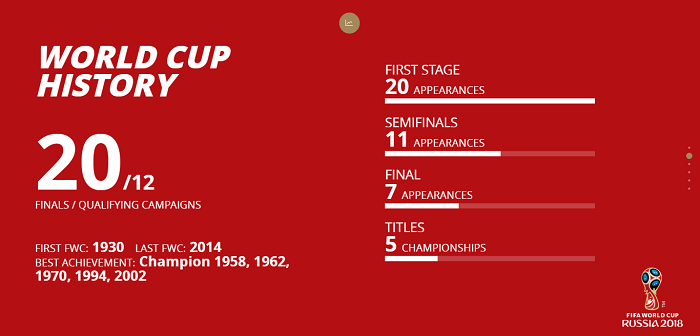 WORLD CUP
HISTORY
20/12
FINALS / QUALIFYING CAMPAIGNS
FIRST FWC: 1930 LAST FWC: 2014
BEST ACHIEVEMENT: Champion 1958, 1962,
1970, 1994, 2002
FIRST STAGE
20 APPEARANCES
SEMIFINALS
11 APPEARANCES
FINAL
7 APPEARANCES
TITLES
5 CHAMPIONSHIPS
FIFA WORLD CUP
RUSSIA 2018